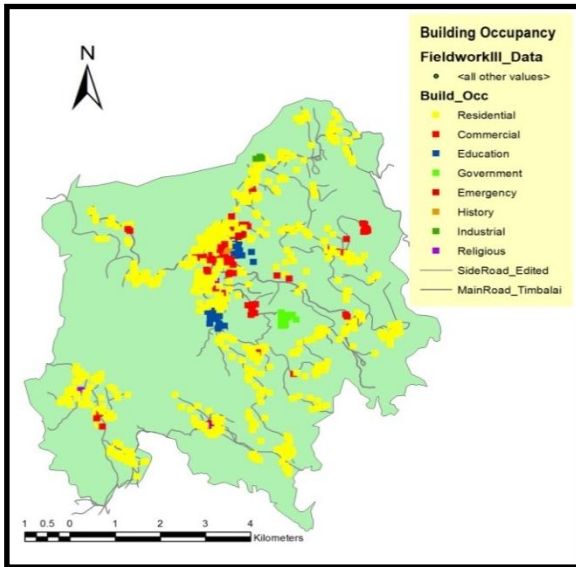 N
Building Occupancy
FieldworkIII_Data
<all other values>
Build_Occ
Residential
Commercial
Education
Government
Emergency
History
Industrial
Religious
SideRoad_Edited
MainRoad_Timbalai
1 0.5 0 1 2 3 4
Kilometers